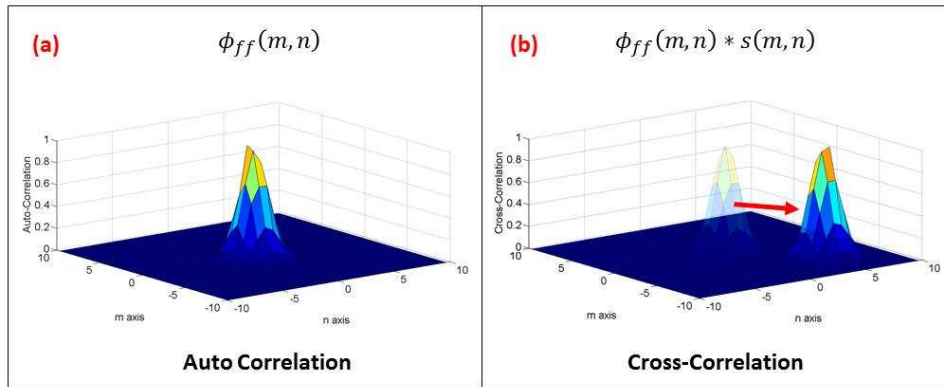 (a)
ϕ_ff(m,n)
1
0.8
0.6
0.4
0.2
0
Auto-Correlation
10
5
0
-5
-10
m axis
-10
-5
0
5
10
n axis
Auto Correlation
(b)
ϕ_ff(m,n) * s(m,n)
1
0.8
0.6
0.4
0.2
0
Cross-Correlation
10
5
0
-5
-10
m axis
-10
-5
0
5
10
n axis
Cross-Correlation